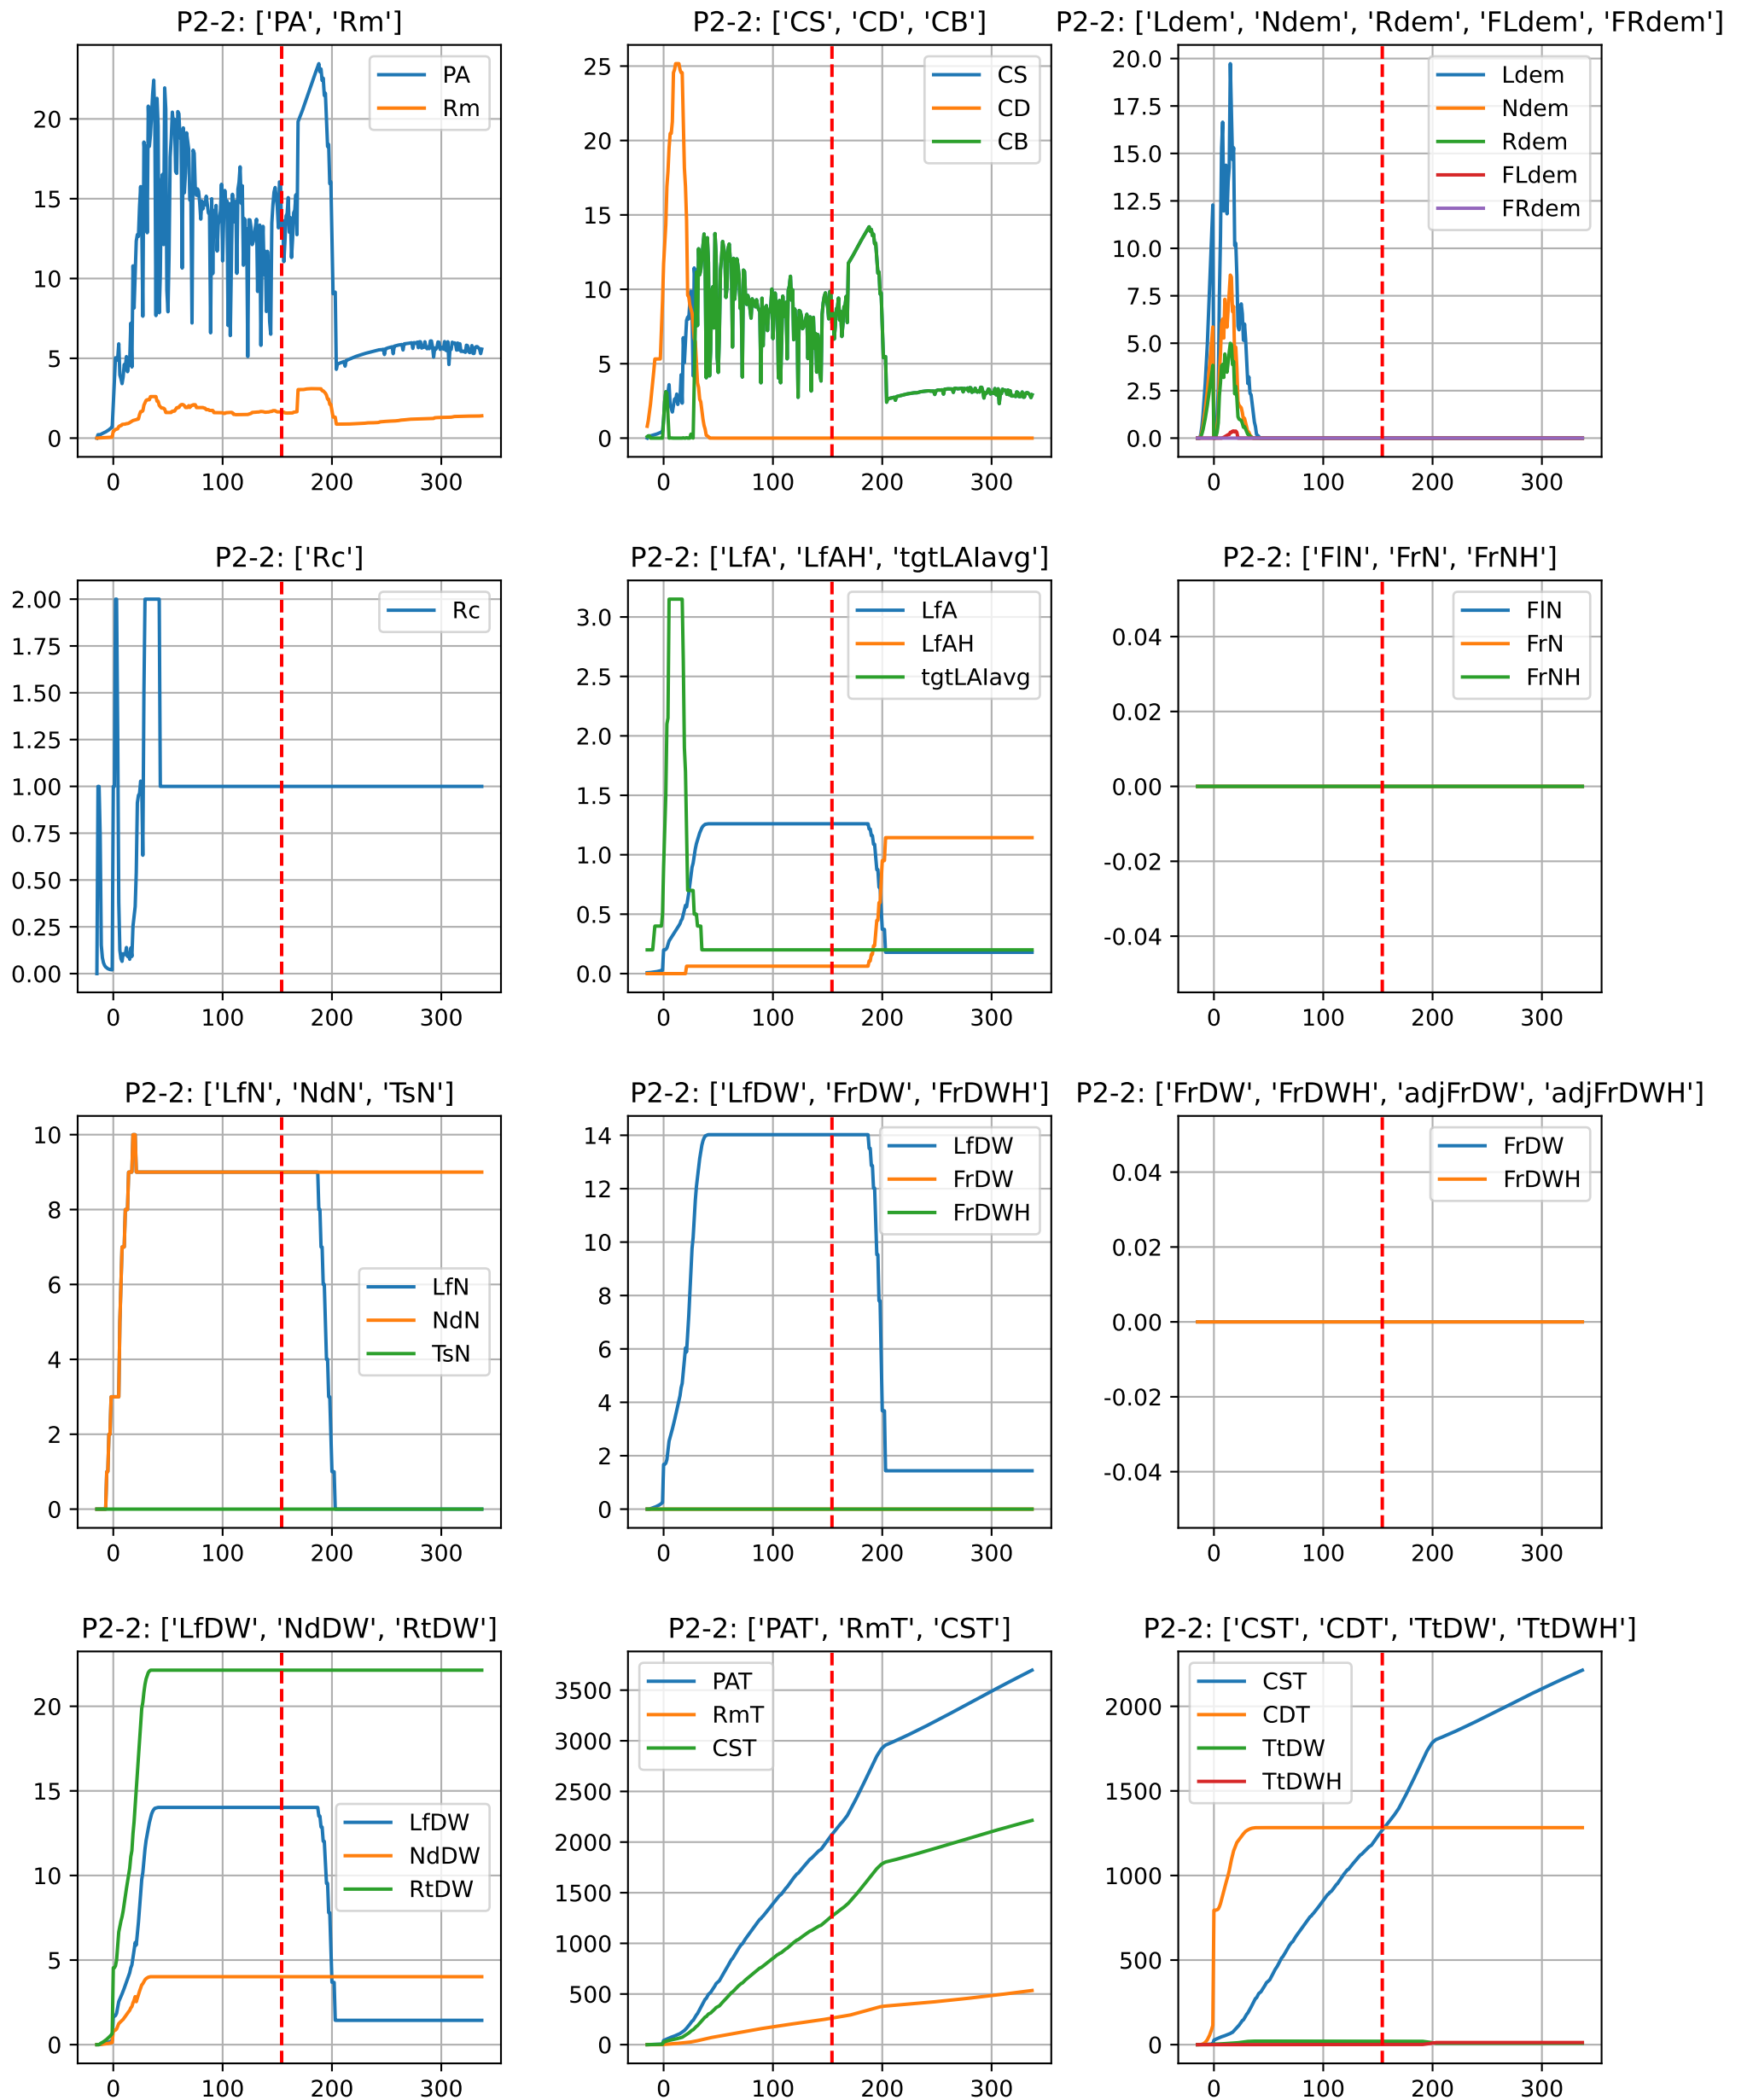 P2-2: ['PA', 'Rm']
20
15
10
5
0
0 100 200 300
PA
Rm
P2-2: ['CS', 'CD', 'CB']
25
20
15
10
5
0
0 100 200 300
CS
CD
CB
P2-2: ['Ldem', 'Ndem', 'Rdem', 'FLdem', 'FRdem']
20.0
17.5
15.0
12.5
10.0
7.5
5.0
2.5
0.0
0 100 200 300
Ldem
Ndem
Rdem
FLdem
FRdem
P2-2: ['Rc']
2.00
1.75
1.50
1.25
1.00
0.75
0.50
0.25
0.00
0 100 200 300
Rc
P2-2: ['LfA', 'LfAH', 'tgtLAIavg']
3.0
2.5
2.0
1.5
1.0
0.5
0.0
0 100 200 300
LfA
LfAH
tgtLAIavg
P2-2: ['FlN', 'FrN', 'FrNH']
0.04
0.02
0.00
-0.02
-0.04
0 100 200 300
FlN
FrN
FrNH
P2-2: ['LfN', 'NdN', 'TsN']
10
8
6
4
2
0
0 100 200 300
LfN
NdN
TsN
P2-2: ['LfDW', 'FrDW', 'FrDWH']
14
12
10
8
6
4
2
0
0 100 200 300
LfDW
FrDW
FrDWH
P2-2: ['FrDW', 'FrDWH', 'adjFrDW', 'adjFrDWH']
0.04
0.02
0.00
-0.02
-0.04
0 100 200 300
FrDW
FrDWH
P2-2: ['LfDW', 'NdDW', 'RtDW']
20
15
10
5
0
0 100 200 300
LfDW
NdDW
RtDW
P2-2: ['PAT', 'RmT', 'CST']
3500
3000
2500
2000
1500
1000
500
0
0 100 200 300
PAT
RmT
CST
P2-2: ['CST', 'CDT', 'TtDW', 'TtDWH']
2000
1500
1000
500
0
0 100 200 300
CST
CDT
TtDW
TtDWH